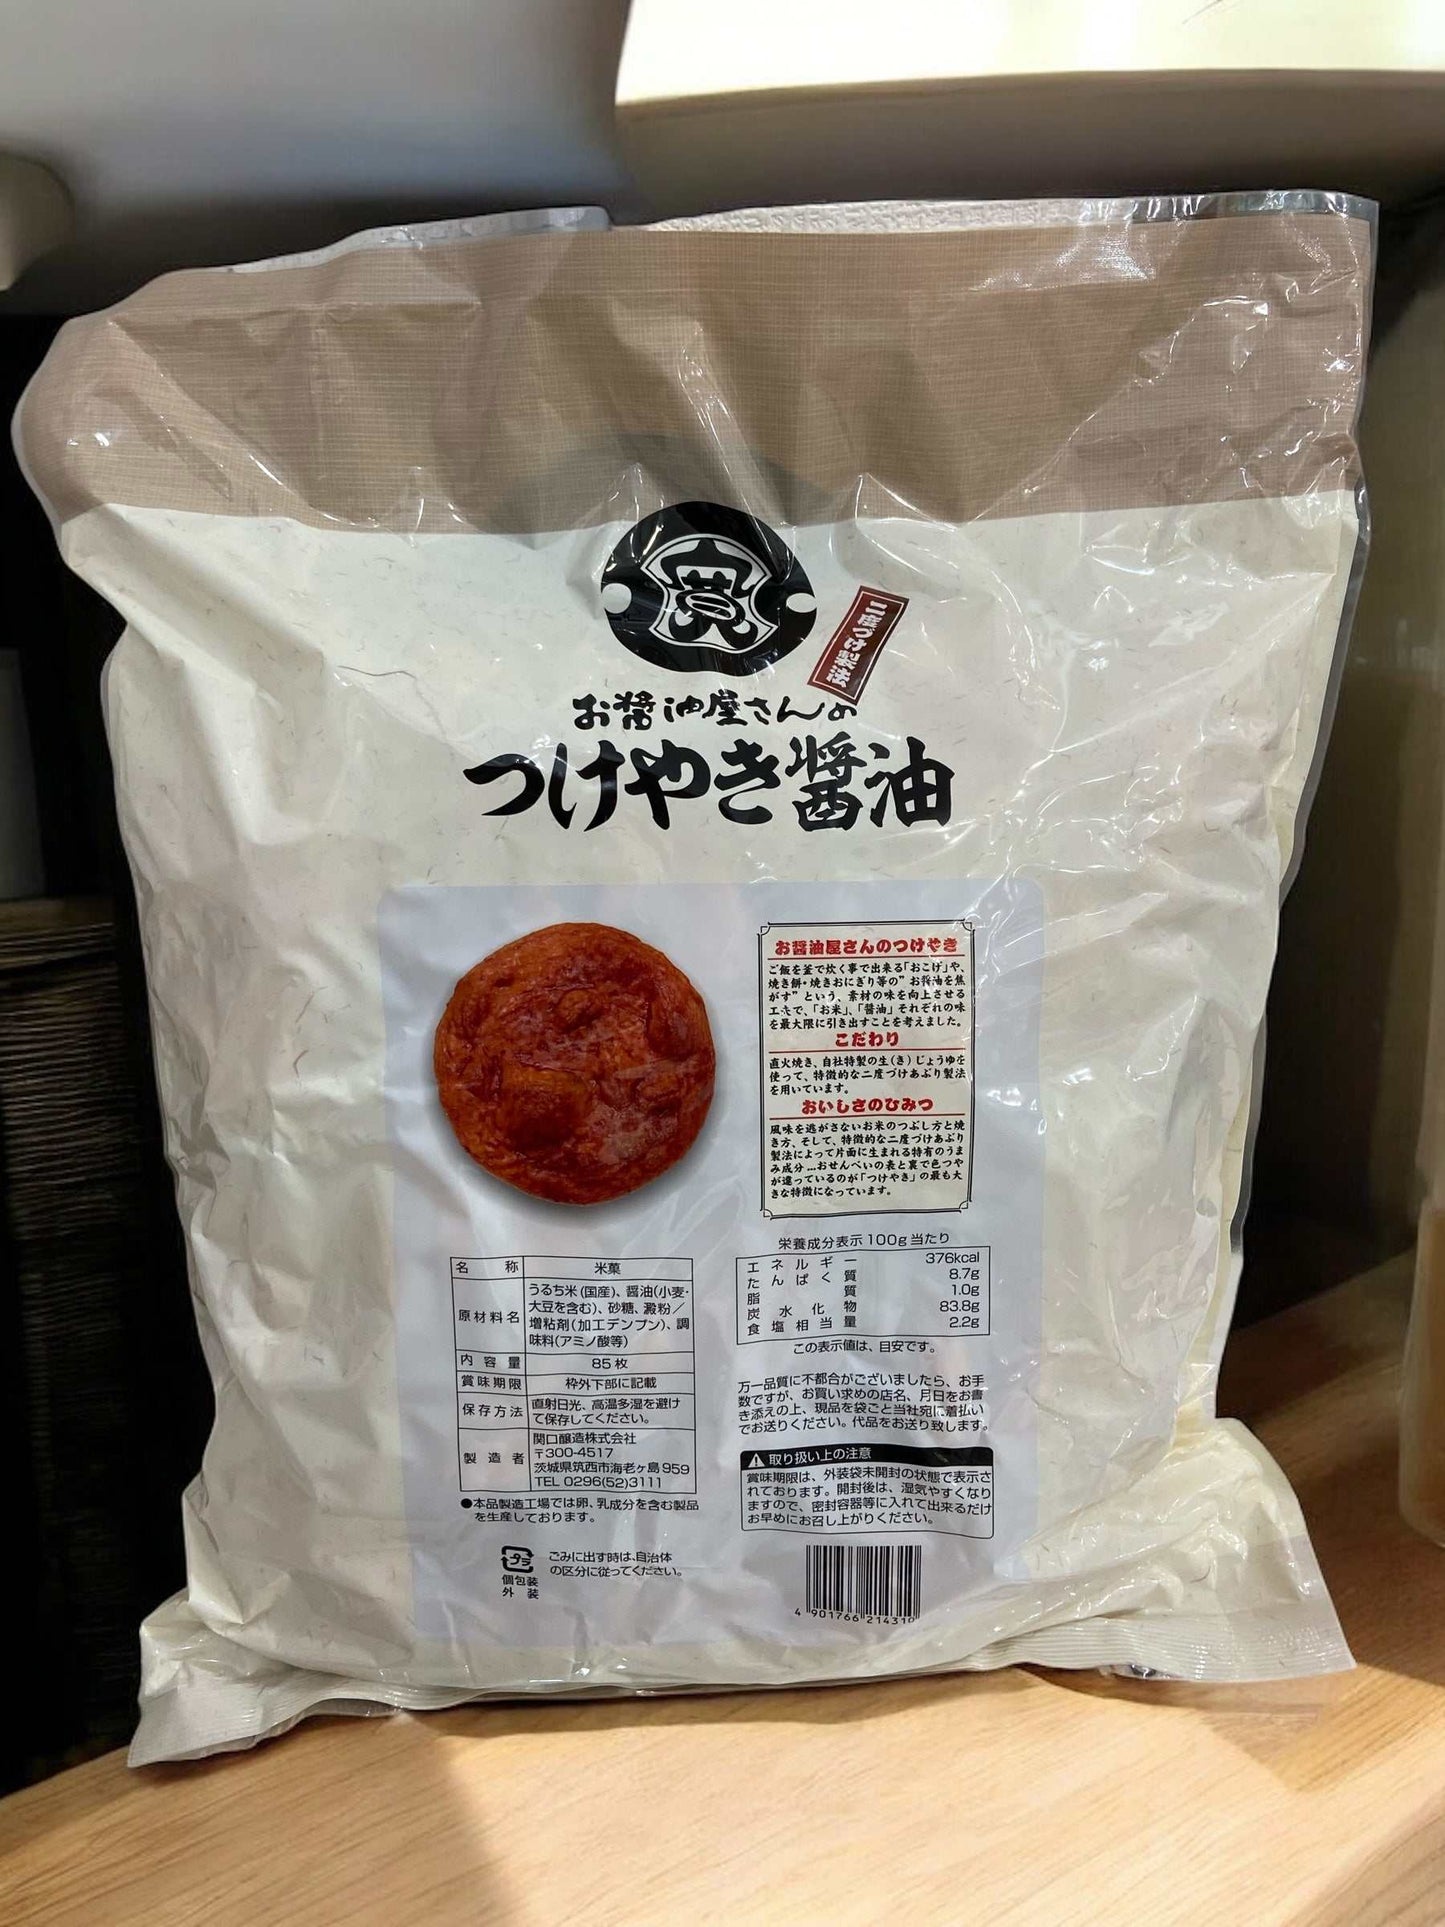 貫
二度づけ製法
お醤油屋さんの
つけやき醤油
お醤油屋さんのつけやき
ご飯を釜で炊く事で出来る「おこげ」や、
焼き餅・焼きおにぎり等の”お醤油を焦
がす”という、素材の味を向上させる
工夫で、「お米」、「醤油」それぞれの味
を最大限に引き出すことを考えました。
こだわり
直火焼き、自社特製の生(き)じょうゆを
使って、特徴的な二度づけあぶり製法
を用いています。
おいしさのひみつ
風味を逃がさないお米のつぶし方と焼
き方、そして、特徴的な二度づけあぶり
製法によって片面に生まれる特有のうま
み成分…おせんべいの表と裏で色つや
が違っているのが「つけやき」の最も大
きな特徴になっています。
名称 米菓
原材料名 うるち米(国産)、醤油(小麦・
大豆を含む)、砂糖、澱粉／
増粘剤(加工デンプン)、調
味料(アミノ酸等)
内容量 85枚
賞味期限 枠外下部に記載
保存方法 直射日光、高温多湿を避け
て保存してください。
製造者 関口醸造株式会社
〒300-4517
茨城県筑西市海老ヶ島959
TEL 0296(52)3111
●本品製造工場では卵、乳成分を含む製品
を生産しております。
プラ
個包装
外装
ごみに出す時は、自治体
の区分に従ってください。
栄養成分表示100g当たり
エネルギー 376kcal
たんぱく質 8.7g
脂質 1.0g
炭水化物 83.8g
食塩相当量 2.2g
この表示値は、目安です。
万一品質に不都合がございましたら、お手
数ですが、お買い求めの店名、月日をお書
き添えの上、現品を袋ごと当社宛に着払い
でお送りください。代品をお送り致します。
取り扱い上の注意
賞味期限は、外装袋未開封の状態で表示さ
れております。開封後は、湿気やすくなり
ますので、密封容器等に入れて出来るだけ
お早めにお召し上がりください。
4 901766 214310